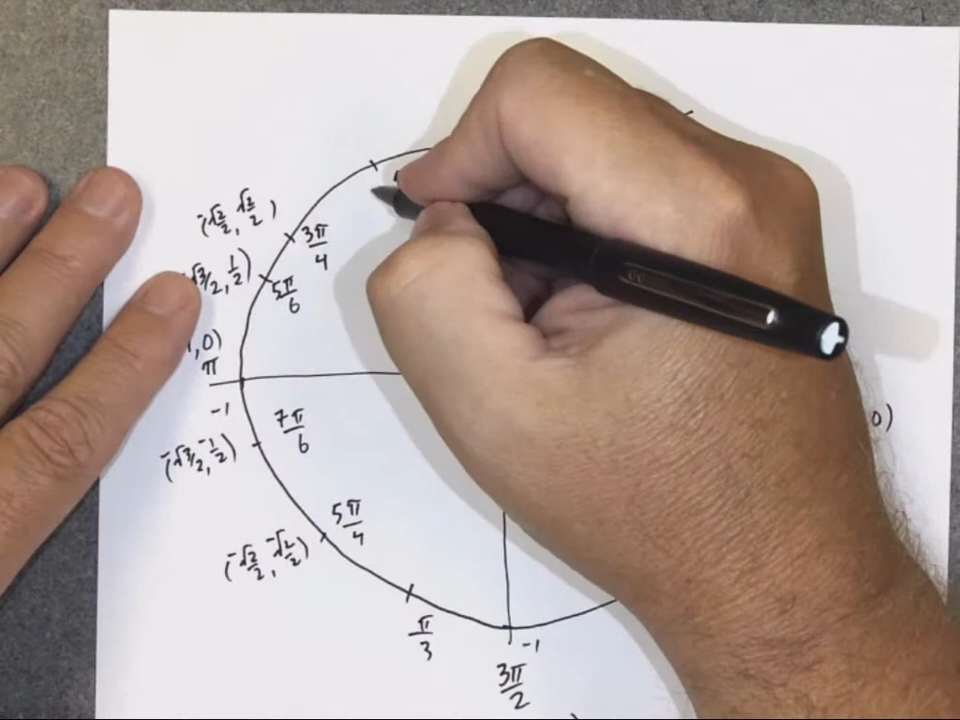 (-√2/2, √2/2)
3π/4
√3/2, 1/2)
5π/6
, 0)
π
-1
7π/6
(-√3/2, -1/2)
0)
5π/4
(-√2/2, -√2/2)
π/3
-1
3π/2